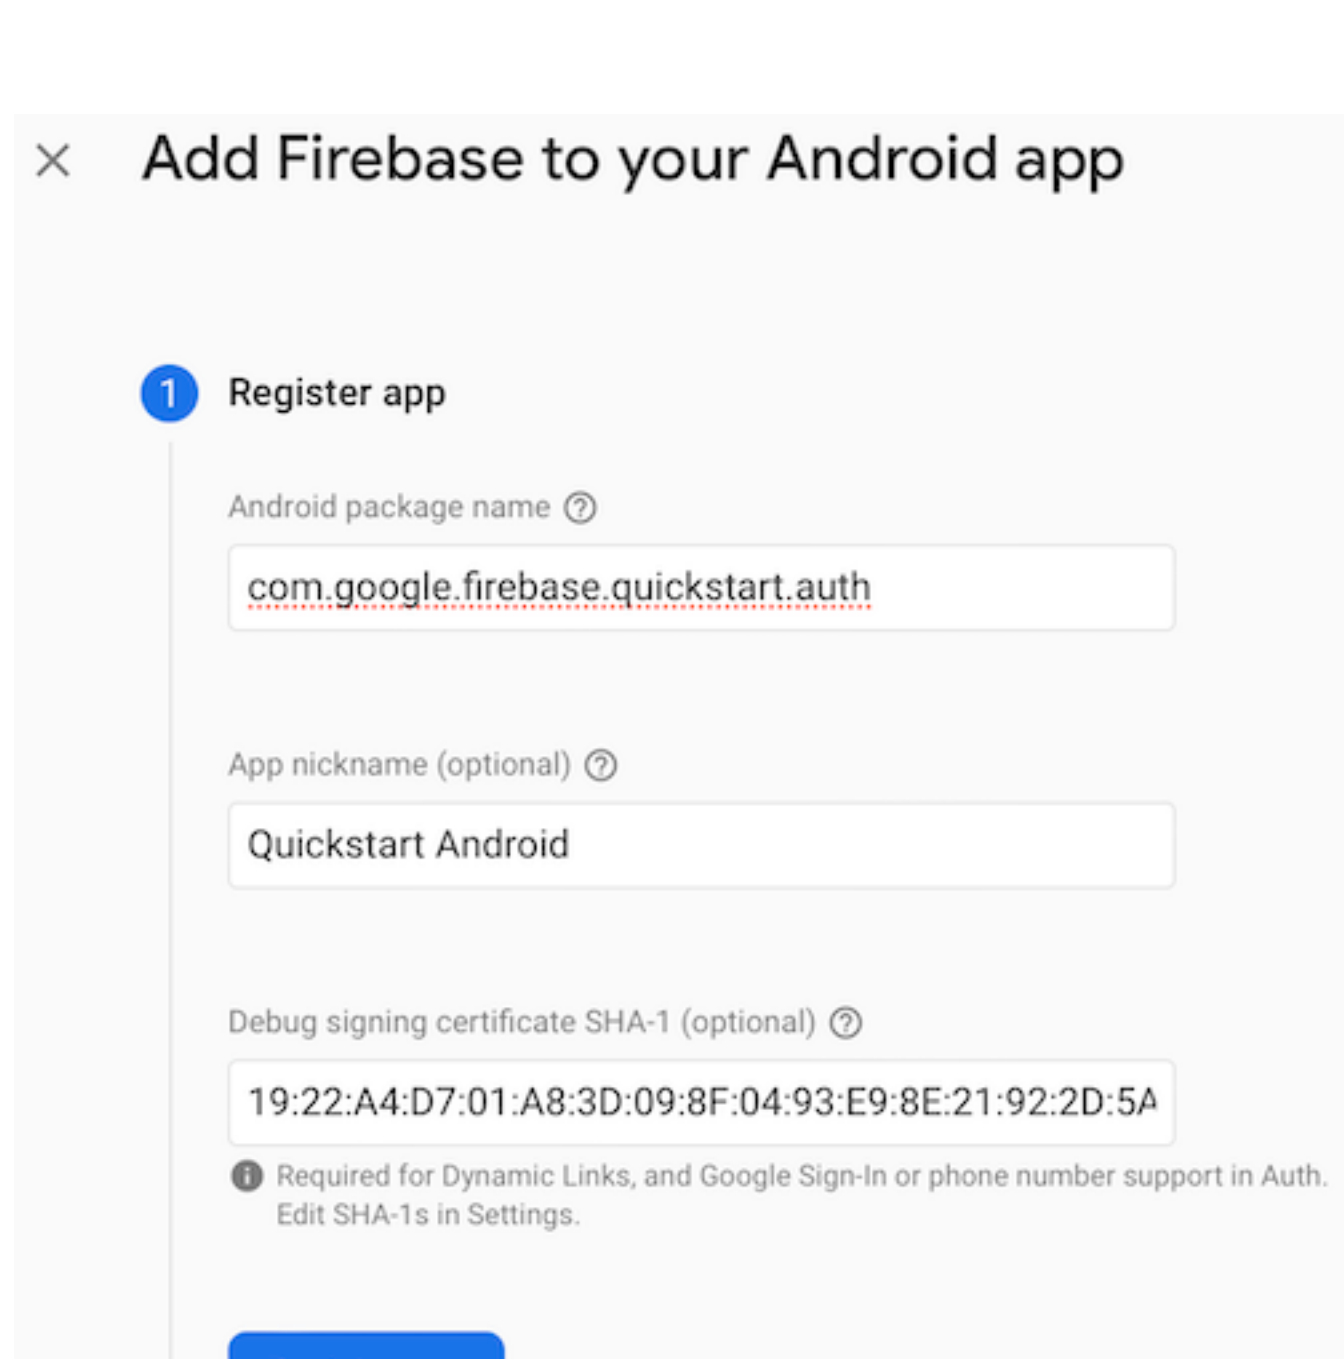 Add Firebase to your Android app
1 Register app
Android package name
com.google.firebase.quickstart.auth
App nickname (optional)
Quickstart Android
Debug signing certificate SHA-1 (optional)
19:22:A4:D7:01:A8:3D:09:8F:04:93:E9:8E:21:92:2D:5A
Required for Dynamic Links, and Google Sign-In or phone number support in Auth.
Edit SHA-1s in Settings.